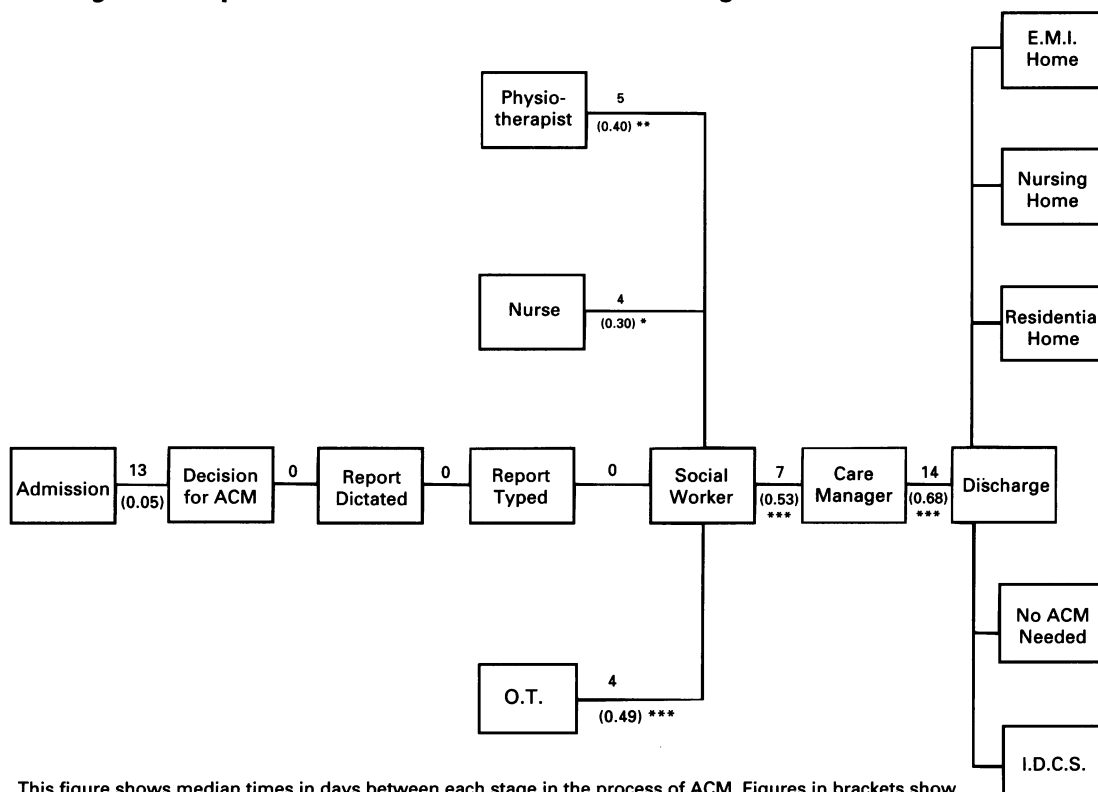 E.M.I.
Home
Physio-
therapist
5
(0.40) **
Nursing
Home
Nurse
4
(0.30) *
Residentia
Home
Admission
13
(0.05)
Decision
for ACM
0
Report
Dictated
0
Report
Typed
0
Social
Worker
7
(0.53)
***
Care
Manager
14
(0.68)
***
Discharge
No ACM
Needed
O.T.
4
(0.49) ***
I.D.C.S.
This figure shows median times in days between each stage in the process of ACM. Figures in brackets show